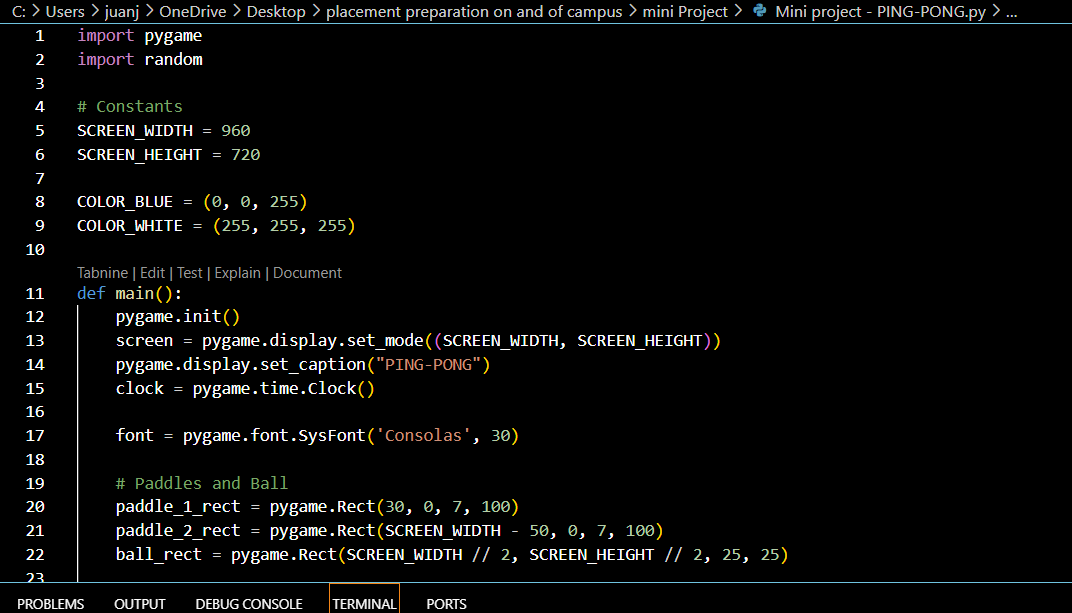 C: > Users > juanj > OneDrive > Desktop > placement preparation on and of campus > mini Project > Mini project - PING-PONG.py > ...
1 import pygame
2 import random
3
4 # Constants
5 SCREEN_WIDTH = 960
6 SCREEN_HEIGHT = 720
7
8 COLOR_BLUE = (0, 0, 255)
9 COLOR_WHITE = (255, 255, 255)
10
Tabnine | Edit | Test | Explain | Document
11 def main():
12     pygame.init()
13     screen = pygame.display.set_mode((SCREEN_WIDTH, SCREEN_HEIGHT))
14     pygame.display.set_caption("PING-PONG")
15     clock = pygame.time.Clock()
16
17     font = pygame.font.SysFont('Consolas', 30)
18
19     # Paddles and Ball
20     paddle_1_rect = pygame.Rect(30, 0, 7, 100)
21     paddle_2_rect = pygame.Rect(SCREEN_WIDTH - 50, 0, 7, 100)
22     ball_rect = pygame.Rect(SCREEN_WIDTH // 2, SCREEN_HEIGHT // 2, 25, 25)
23
PROBLEMS OUTPUT DEBUG CONSOLE TERMINAL PORTS